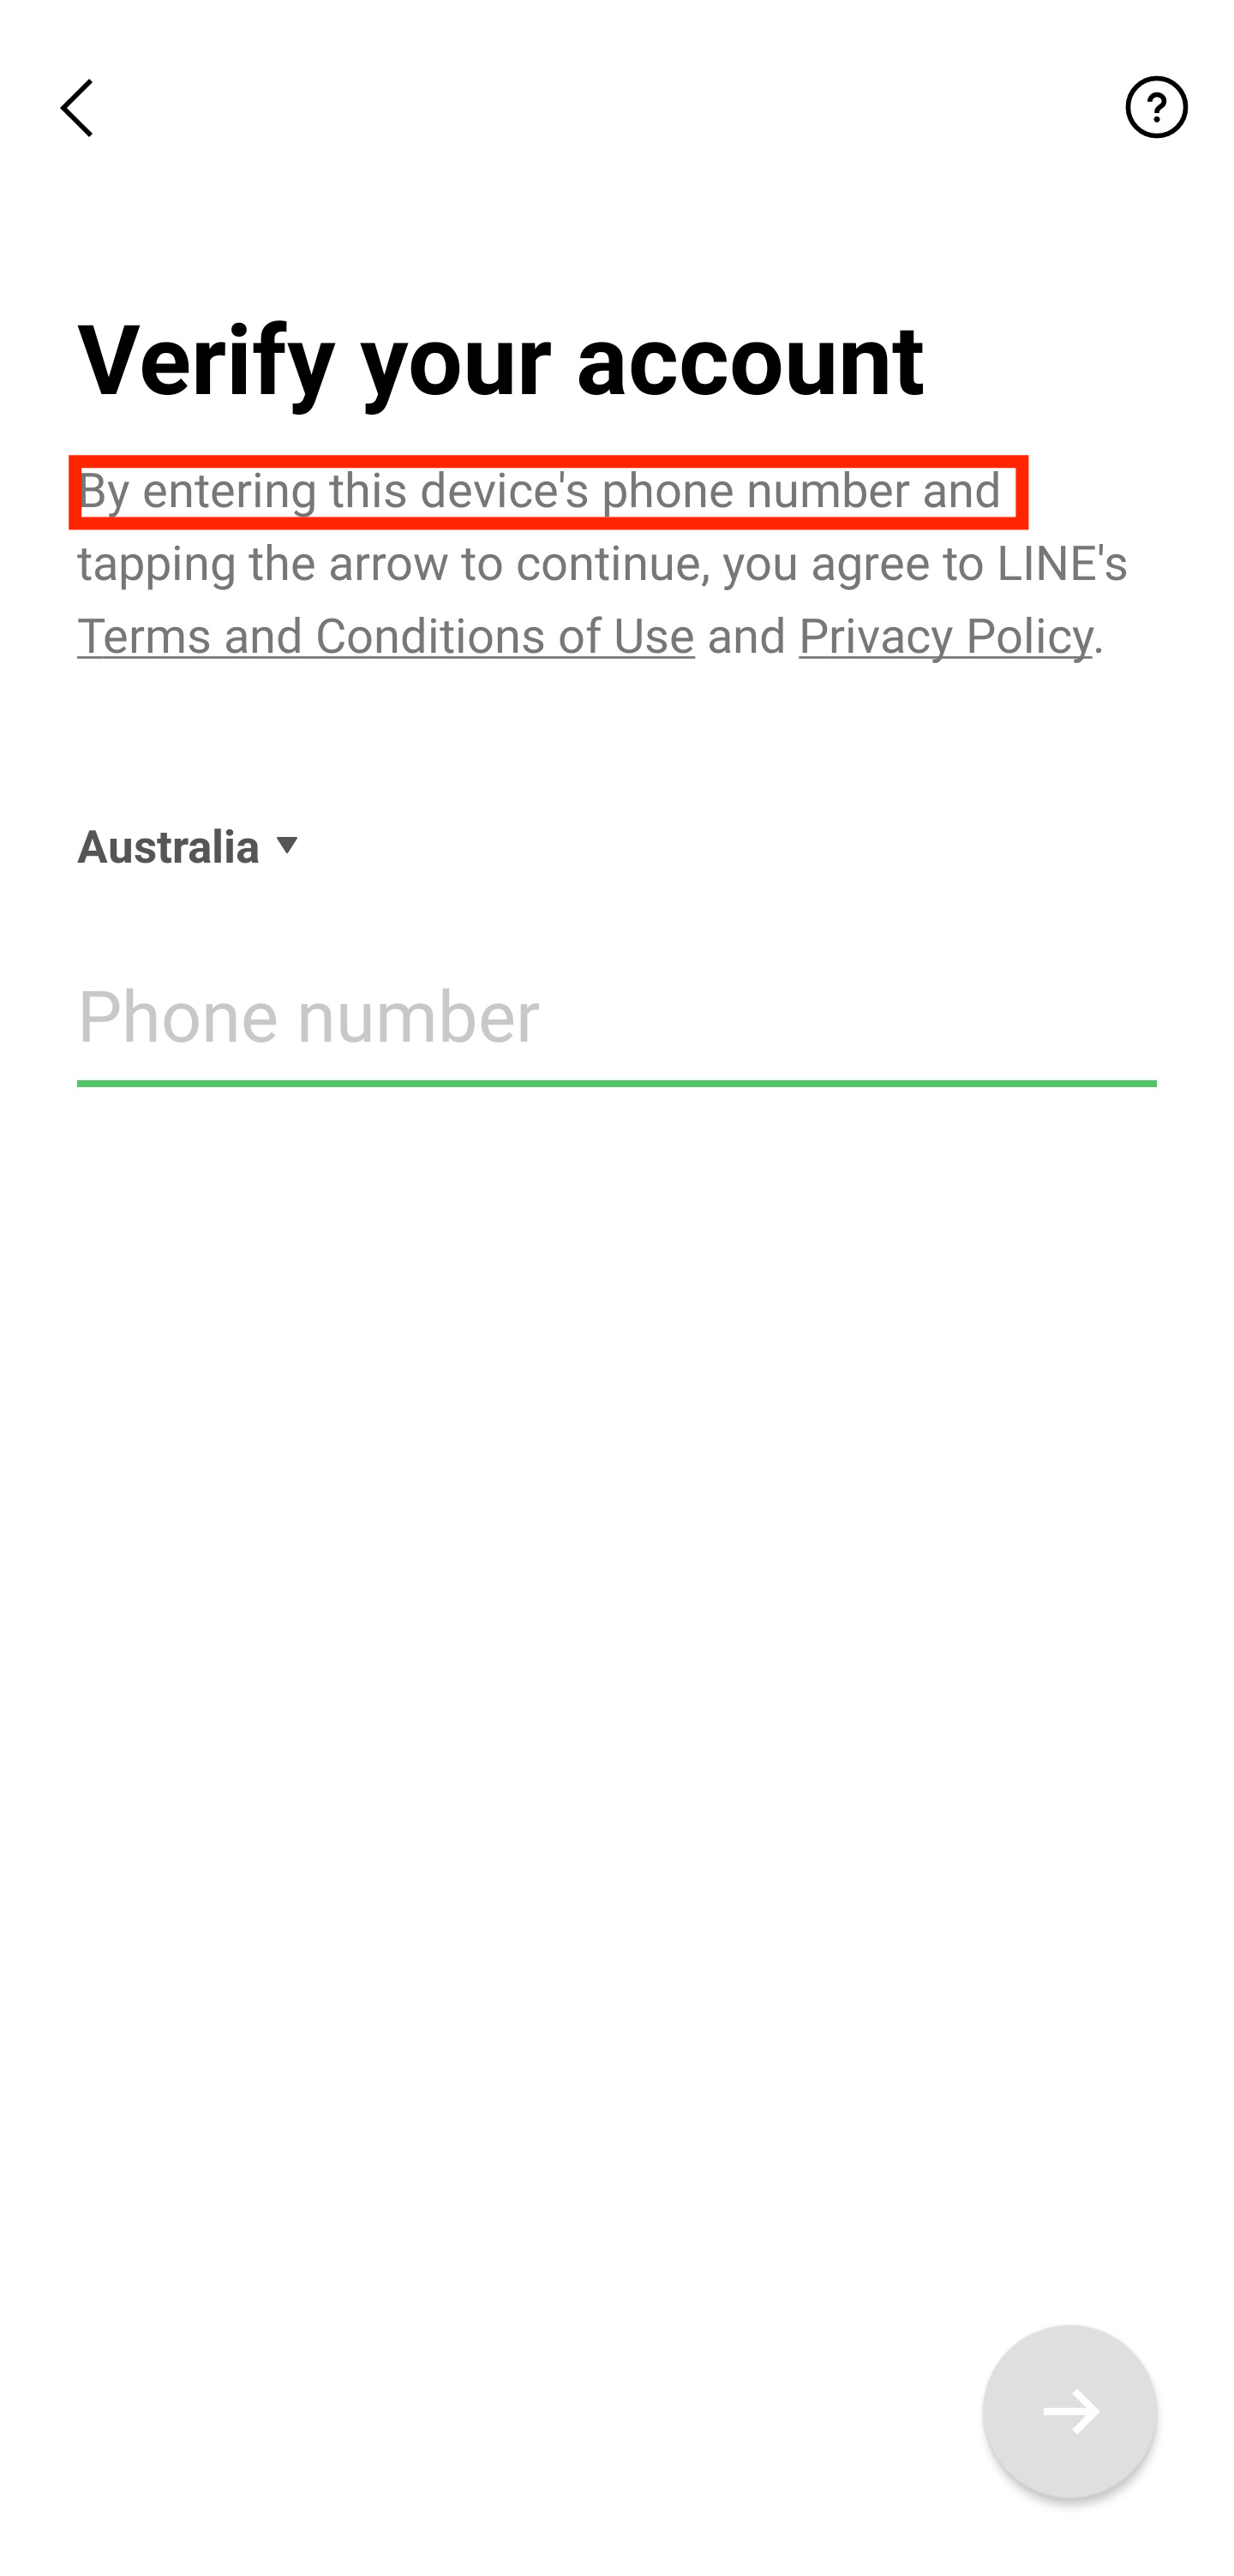 ?
Verify your account
By entering this device's phone number and
tapping the arrow to continue, you agree to LINE's
Terms and Conditions of Use and Privacy Policy.
Australia
Phone number